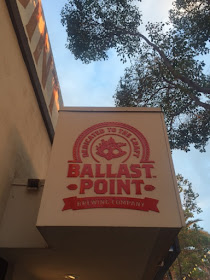 DEDICATED TO THE CRAFT
BALLAST
POINT
BREWING COMPANY